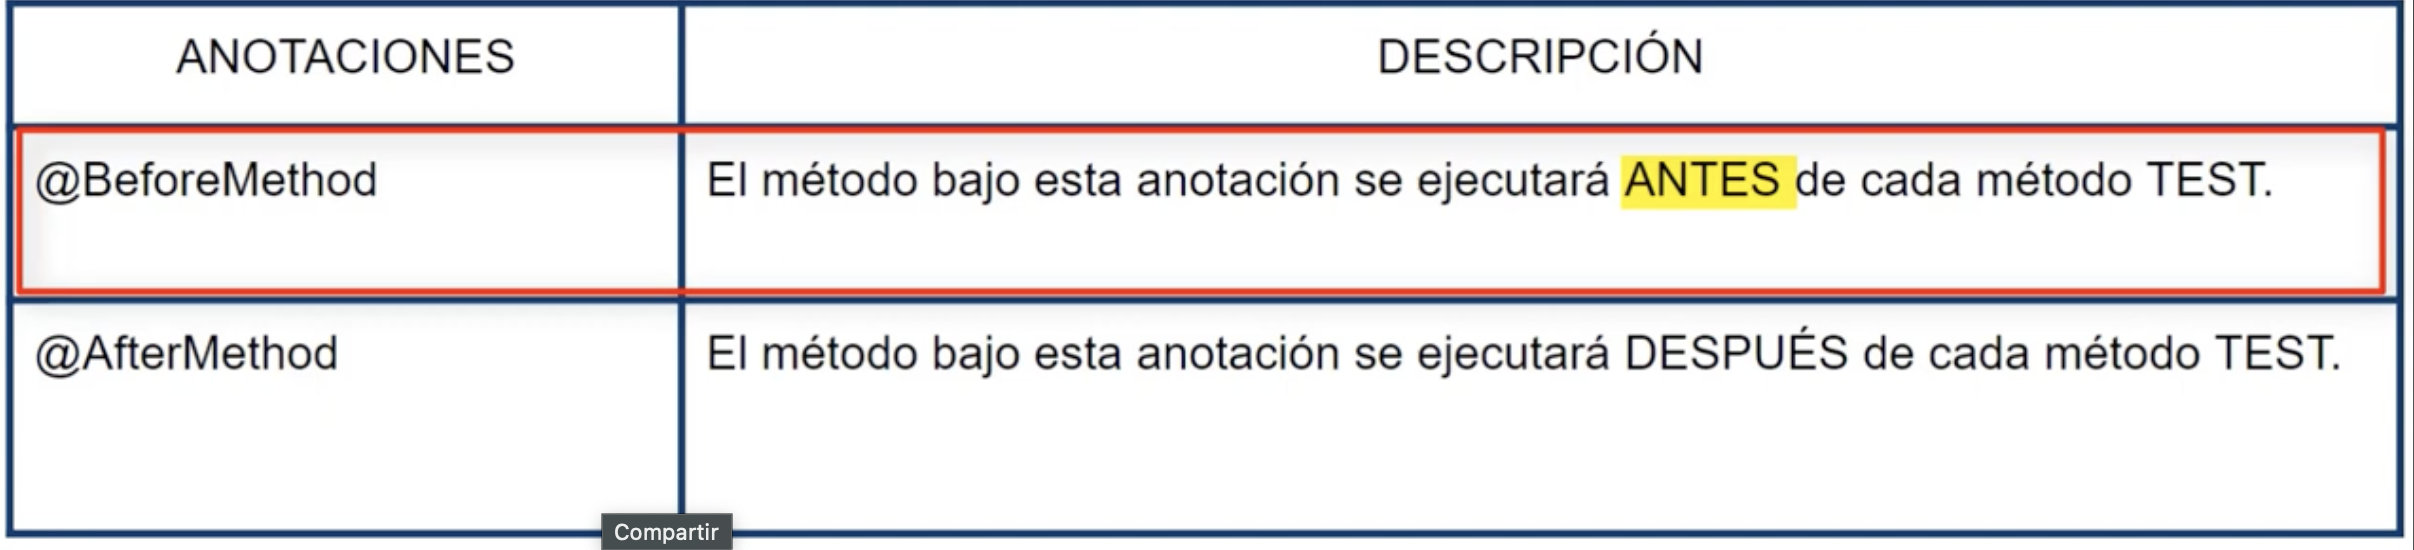 ANOTACIONES
DESCRIPCIÓN
@BeforeMethod
El método bajo esta anotación se ejecutará ANTES de cada método TEST.
@AfterMethod
El método bajo esta anotación se ejecutará DESPUÉS de cada método TEST.
Compartir